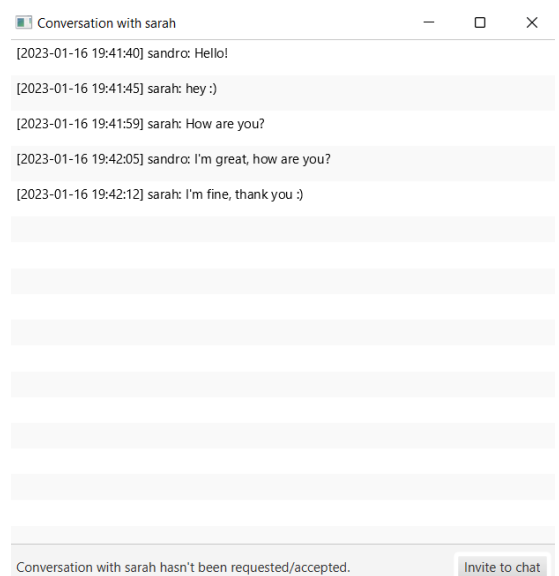 Conversation with sarah
[2023-01-16 19:41:40] sandro: Hello!
[2023-01-16 19:41:45] sarah: hey :)
[2023-01-16 19:41:59] sarah: How are you?
[2023-01-16 19:42:05] sandro: I'm great, how are you?
[2023-01-16 19:42:12] sarah: I'm fine, thank you :)
Conversation with sarah hasn't been requested/accepted.
Invite to chat